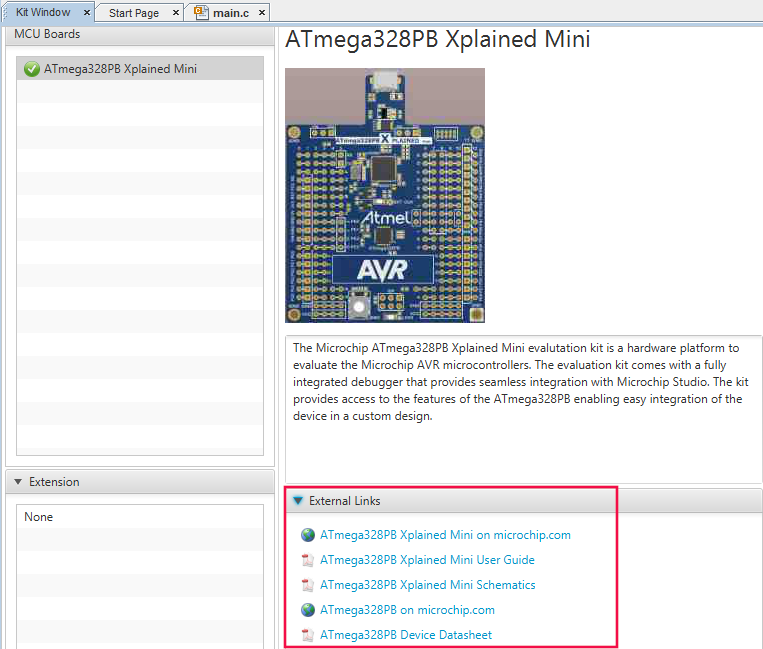 Kit Window
Start Page
main.c
MCU Boards
ATmega328PB Xplained Mini
ATmega328PB Xplained Mini
ATmega328PB X PLAINED
Atmel
AVR
The Microchip ATmega328PB Xplained Mini evalutation kit is a hardware platform to
evaluate the Microchip AVR microcontrollers. The evaluation kit comes with a fully
integrated debugger that provides seamless integration with Microchip Studio. The kit
provides access to the features of the ATmega328PB enabling easy integration of the
device in a custom design.
Extension
None
External Links
ATmega328PB Xplained Mini on microchip.com
ATmega328PB Xplained Mini User Guide
ATmega328PB Xplained Mini Schematics
ATmega328PB on microchip.com
ATmega328PB Device Datasheet